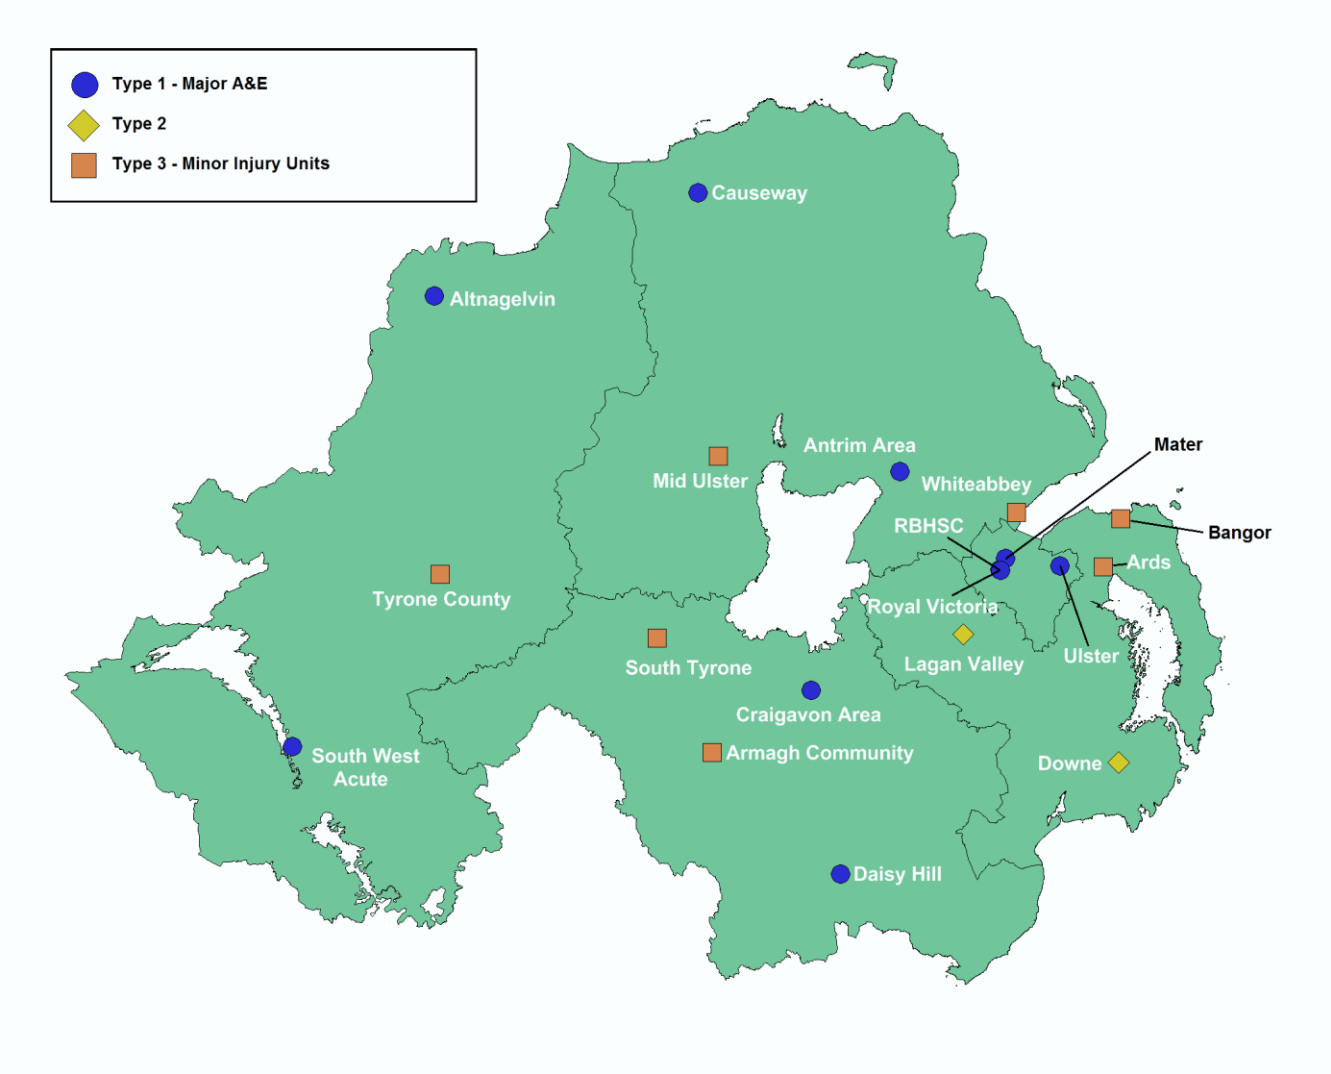 Type 1 - Major A&E
Type 2
Type 3 - Minor Injury Units
Causeway
Altnagelvin
Antrim Area
Mater
Mid Ulster
Whiteabbey
RBHSC
Bangor
Ards
Tyrone County
Royal Victoria
Ulster
South Tyrone
Lagan Valley
Craigavon Area
South West
Acute
Armagh Community
Downe
Daisy Hill